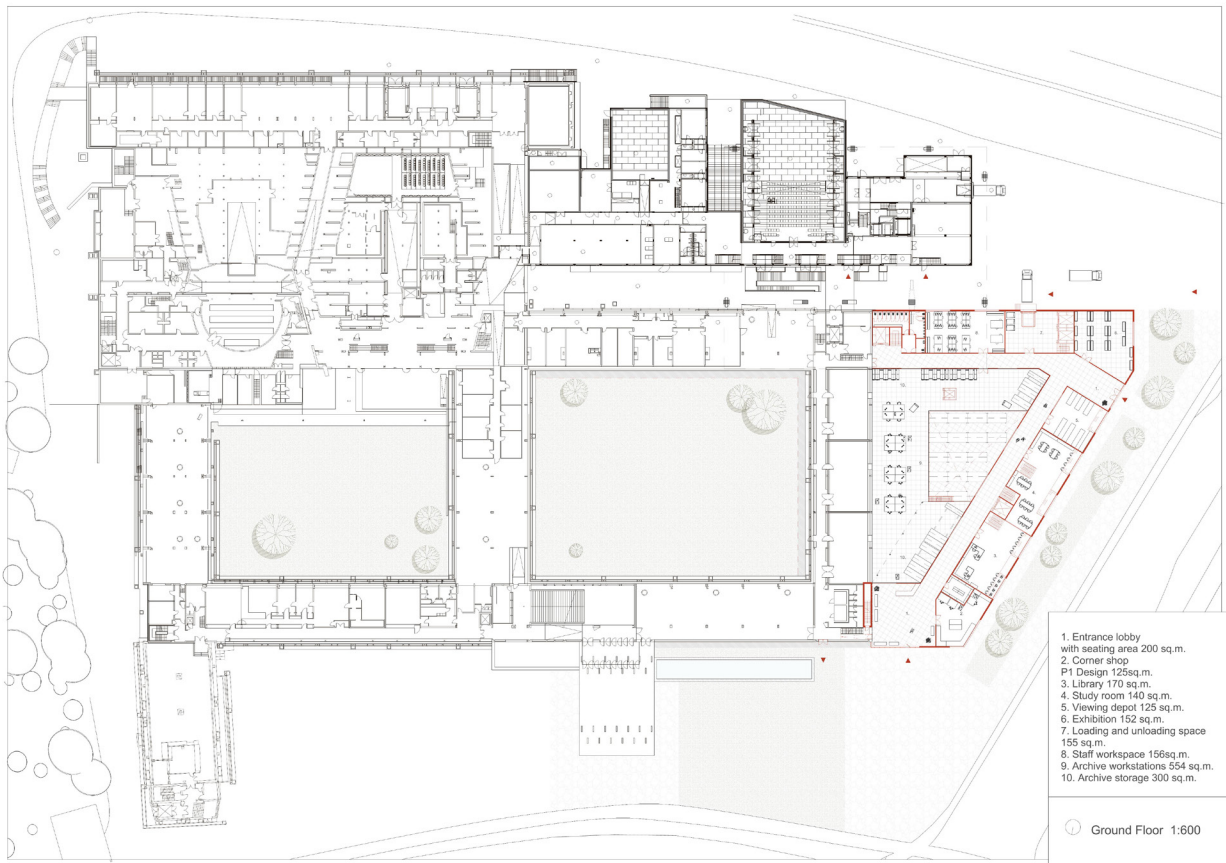 1. Entrance lobby
with seating area 200 sq.m.
2. Corner shop
P1 Design 125sq.m.
3. Library 170 sq.m.
4. Study room 140 sq.m.
5. Viewing depot 125 sq.m.
6. Exhibition 152 sq.m.
7. Loading and unloading space
155 sq.m.
8. Staff workspace 156sq.m.
9. Archive workstations 554 sq.m.
10. Archive storage 300 sq.m.
Ground Floor 1:600